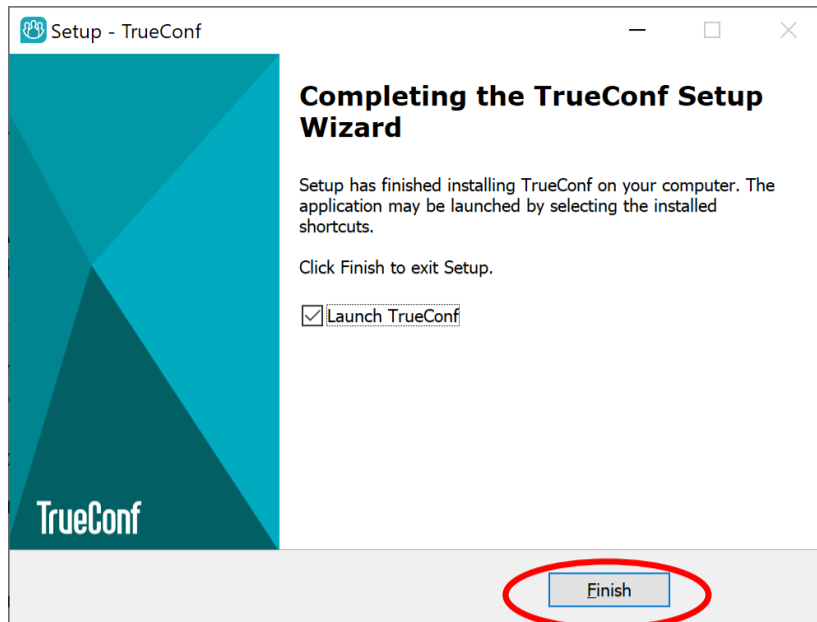 Setup - TrueConf
Completing the TrueConf Setup
Wizard
Setup has finished installing TrueConf on your computer. The
application may be launched by selecting the installed
shortcuts.
Click Finish to exit Setup.
Launch TrueConf
TrueConf
Finish